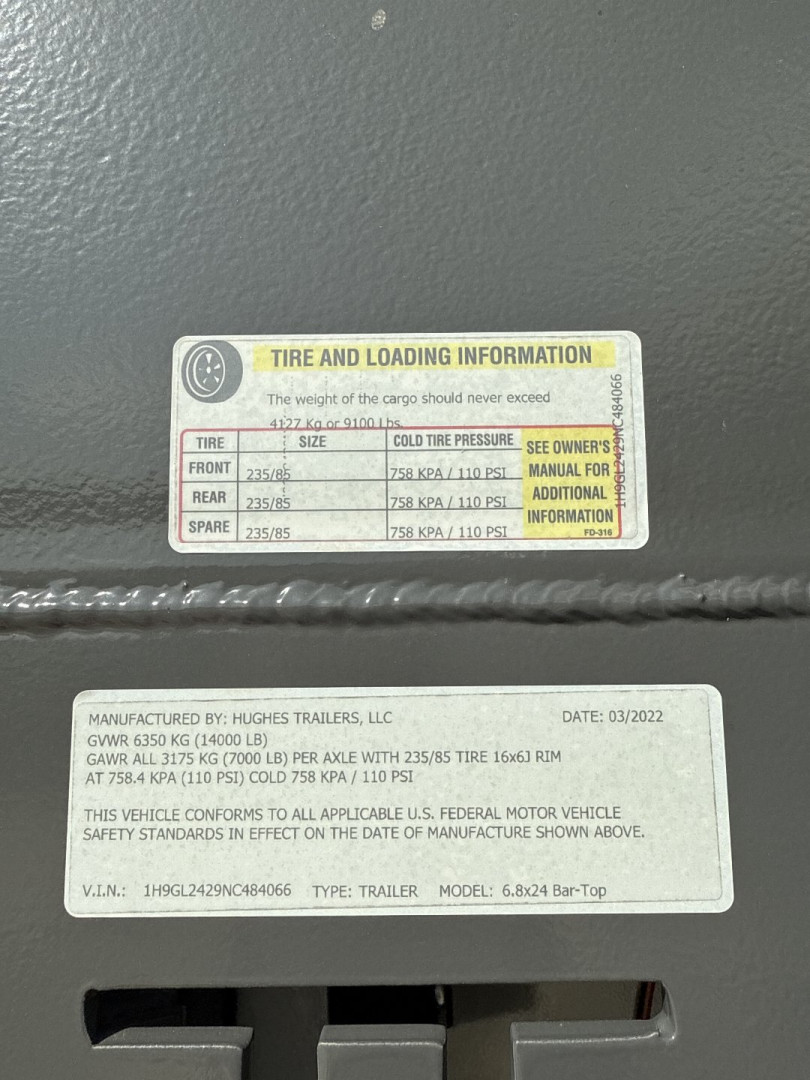 TIRE AND LOADING INFORMATION
The weight of the cargo should never exceed
4127 Kg or 9100 Lbs.
TIRE SIZE COLD TIRE PRESSURE
FRONT 235/85 758 KPA / 110 PSI
REAR 235/85 758 KPA / 110 PSI
SPARE 235/85 758 KPA / 110 PSI
SEE OWNER'S
MANUAL FOR
ADDITIONAL
INFORMATION
FD-316
1H9GL2429NC484066
MANUFACTURED BY: HUGHES TRAILERS, LLC DATE: 03/2022
GVWR 6350 KG (14000 LB)
GAWR ALL 3175 KG (7000 LB) PER AXLE WITH 235/85 TIRE 16x6J RIM
AT 758.4 KPA (110 PSI) COLD 758 KPA / 110 PSI
THIS VEHICLE CONFORMS TO ALL APPLICABLE U.S. FEDERAL MOTOR VEHICLE
SAFETY STANDARDS IN EFFECT ON THE DATE OF MANUFACTURE SHOWN ABOVE.
V.I.N.: 1H9GL2429NC484066 TYPE: TRAILER MODEL: 6.8x24 Bar-Top